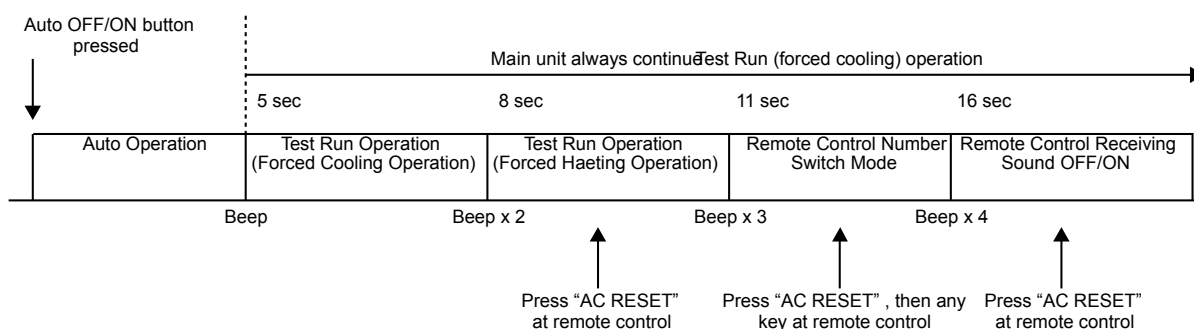 Auto OFF/ON button
pressed
Main unit always continue Test Run (forced cooling) operation
5 sec
8 sec
11 sec
16 sec
Auto Operation
Test Run Operation
(Forced Cooling Operation)
Test Run Operation
(Forced Haeting Operation)
Remote Control Number
Switch Mode
Remote Control Receiving
Sound OFF/ON
Beep
Beep x 2
Beep x 3
Beep x 4
Press “AC RESET”
at remote control
Press “AC RESET” , then any
key at remote control
Press “AC RESET”
at remote control